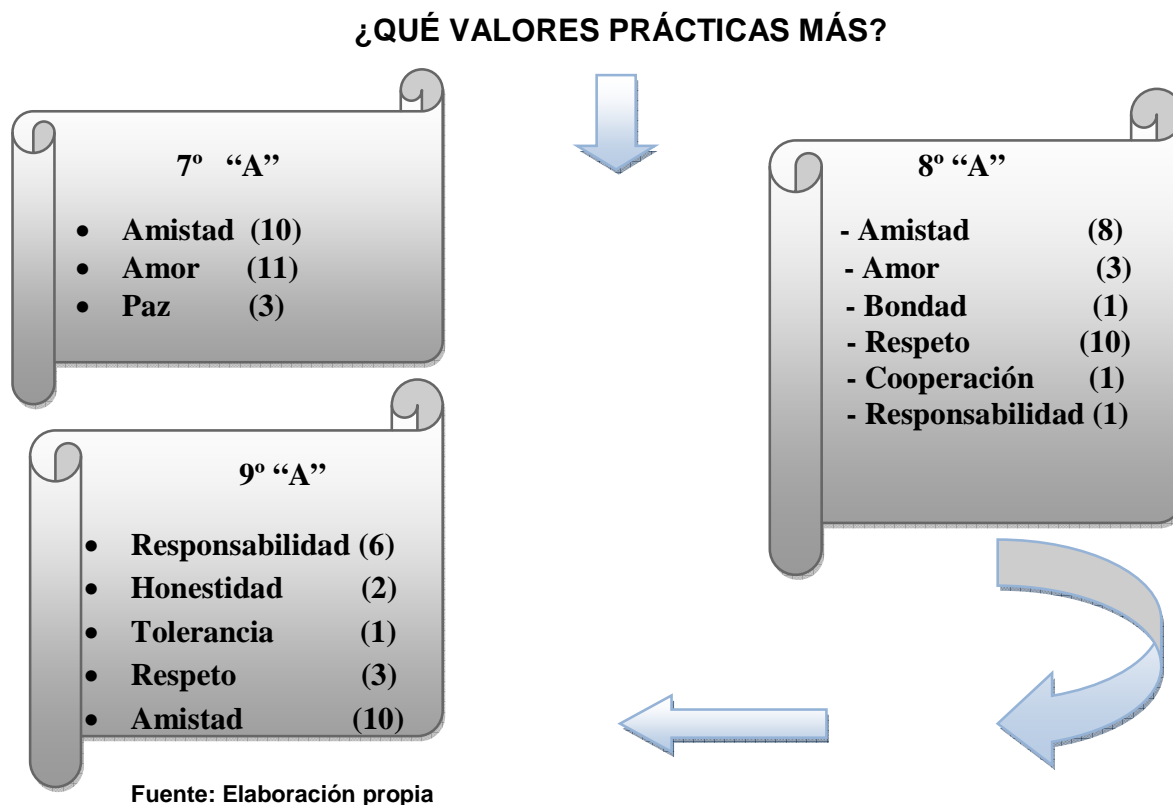 ¿QUÉ VALORES PRÁCTICAS MÁS?
7º “A”
• Amistad (10)
• Amor (11)
• Paz (3)
8º “A”
- Amistad (8)
- Amor (3)
- Bondad (1)
- Respeto (10)
- Cooperación (1)
- Responsabilidad (1)
9º “A”
• Responsabilidad (6)
• Honestidad (2)
• Tolerancia (1)
• Respeto (3)
• Amistad (10)
Fuente: Elaboración propia